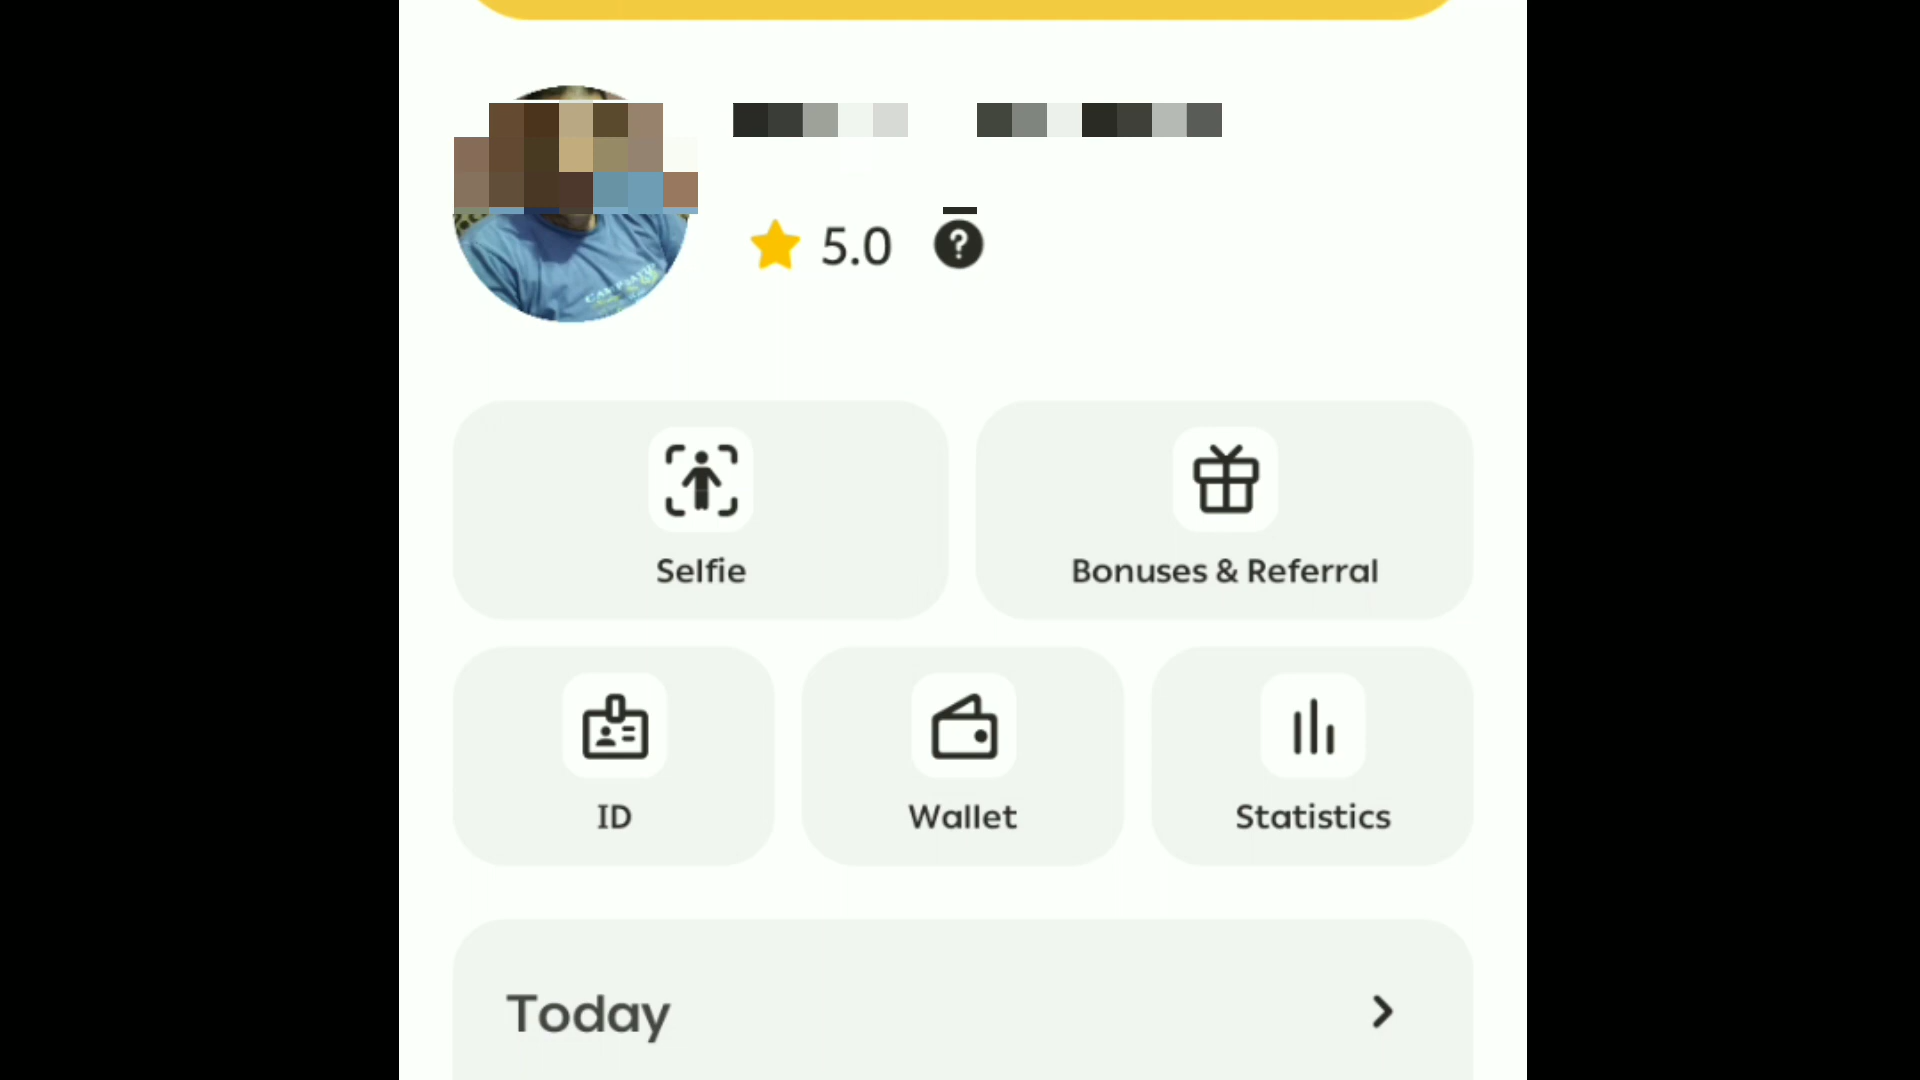 5.0
Selfie
Bonuses & Referral
ID
Wallet
Statistics
Today